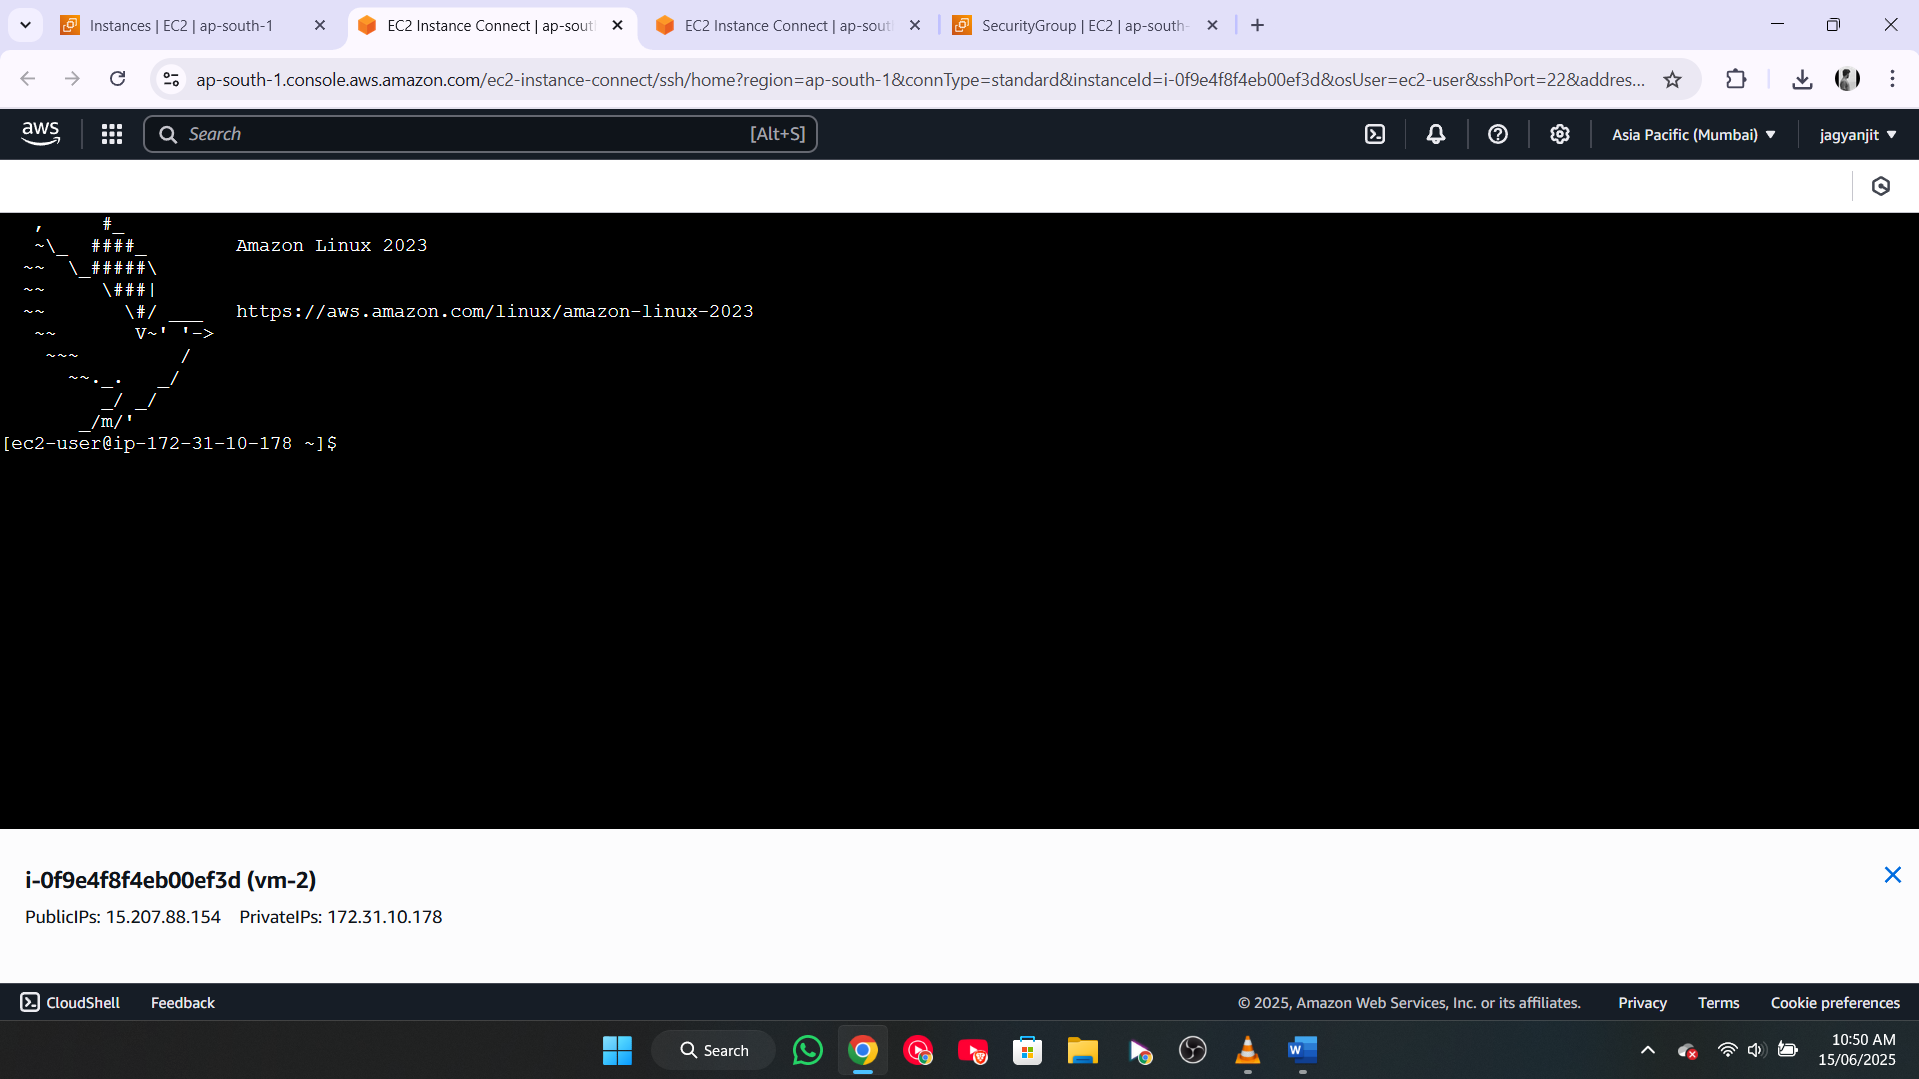 Instances | EC2 | ap-south-1
EC2 Instance Connect | ap-sout
EC2 Instance Connect | ap-sout
SecurityGroup | EC2 | ap-south-
ap-south-1.console.aws.amazon.com/ec2-instance-connect/ssh/home?region=ap-south-1&connType=standard&instanceId=i-0f9e4f8f4eb00ef3d&osUser=ec2-user&sshPort=22&addres...
aws
Search
[Alt+S]
Asia Pacific (Mumbai)
jagyanjit
   ,     #_
   ~\_  ####_        Amazon Linux 2023
  ~~  \_#####\
  ~~     \###|
  ~~       \#/ ___   https://aws.amazon.com/linux/amazon-linux-2023
   ~~       V~' '->
    ~~~         /
      ~~._.   _/
         _/ _/
       _/m/'
[ec2-user@ip-172-31-10-178 ~]$
i-0f9e4f8f4eb00ef3d (vm-2)
PublicIPs: 15.207.88.154 PrivateIPs: 172.31.10.178
CloudShell
Feedback
© 2025, Amazon Web Services, Inc. or its affiliates.
Privacy
Terms
Cookie preferences
Search
10:50 AM
15/06/2025